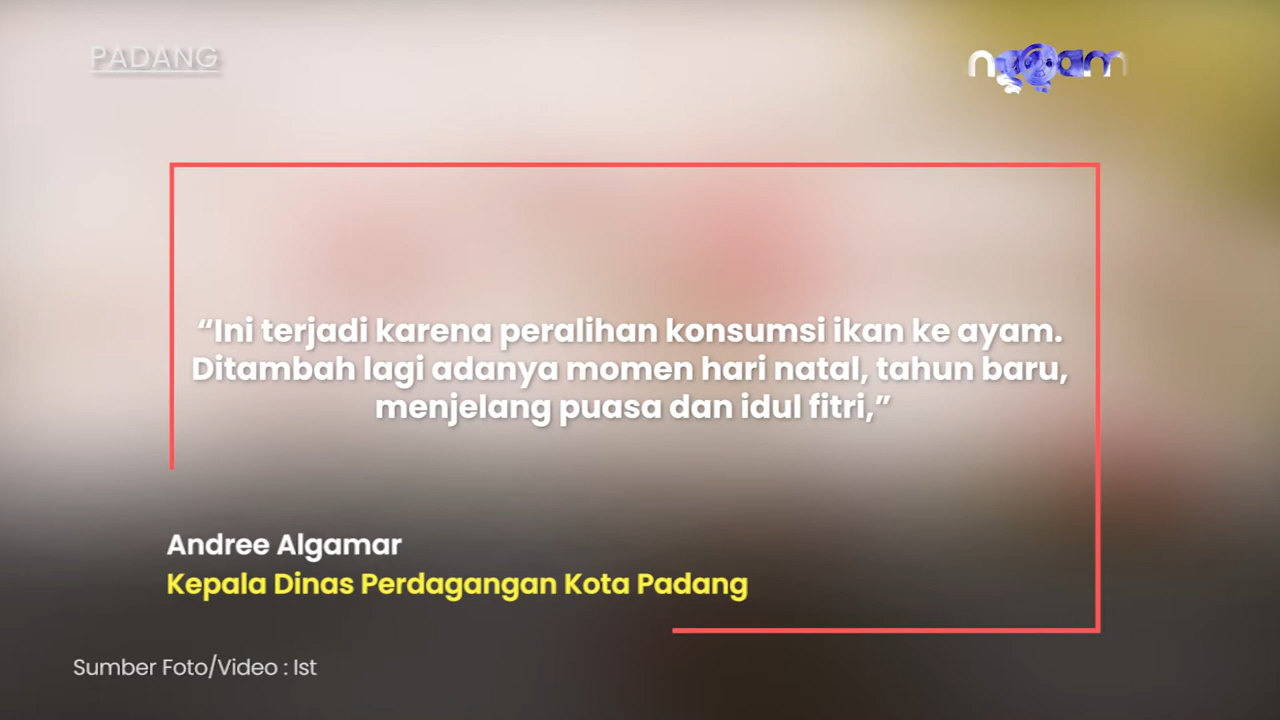 PADANG
“Ini terjadi karena peralihan konsumsi ikan ke ayam.
Ditambah lagi adanya momen hari natal, tahun baru,
menjelang puasa dan idul fitri,”
Andree Algamar
Kepala Dinas Perdagangan Kota Padang
Sumber Foto/Video : Ist